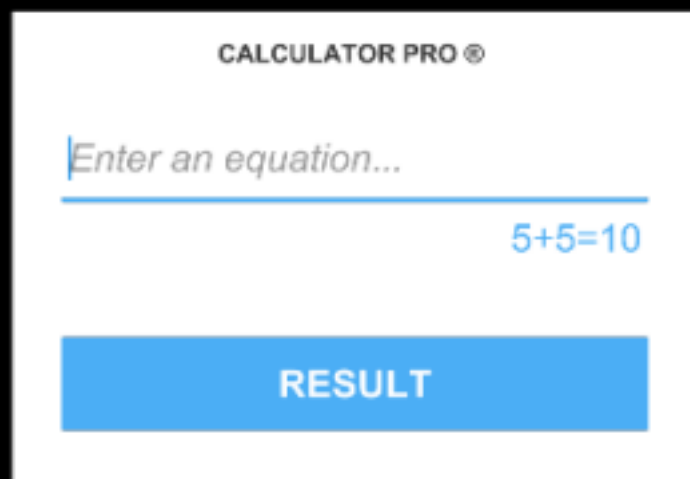 CALCULATOR PRO ®
Enter an equation...
5+5=10
RESULT